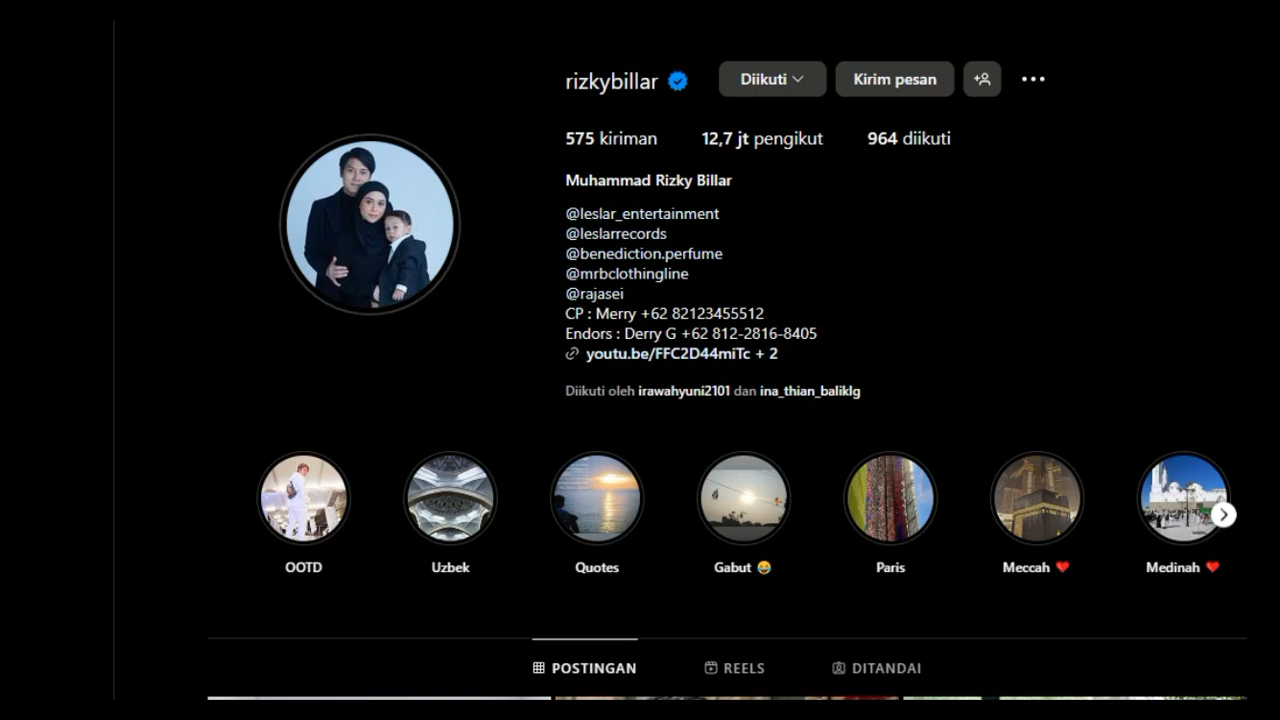 rizkybillar
Diikuti
Kirim pesan
575 kiriman
12,7 jt pengikut
964 diikuti
Muhammad Rizky Billar
@leslar_entertainment
@leslarrecords
@benediction.perfume
@mrbclothingline
@rajasei
CP : Merry +62 82123455512
Endors : Derry G +62 812-2816-8405
youtu.be/FFC2D44miTc + 2
Diikuti oleh irawahyuni2101 dan ina_thian_baliklg
OOTD
Uzbek
Quotes
Gabut 😂
Paris
Meccah ❤️
Medinah ❤️
POSTINGAN
REELS
DITANDAI